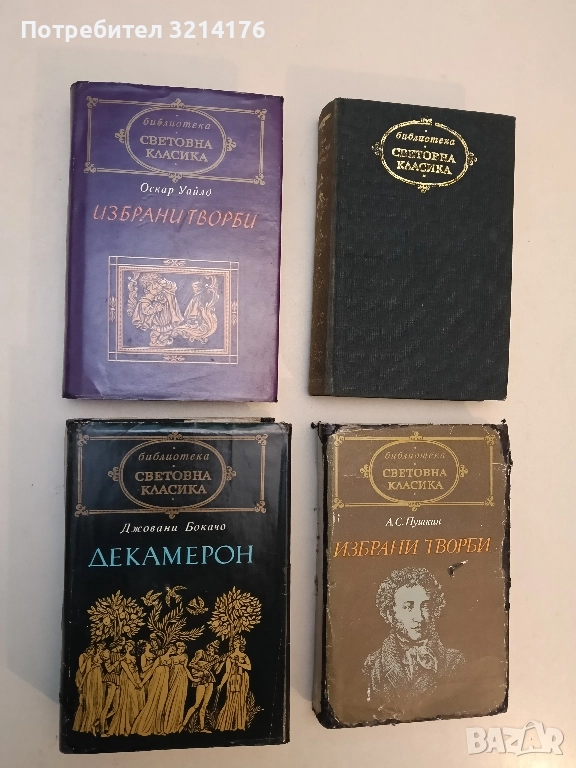 Потребител 3214176
библиотека
СВЕТОВНА
КЛАСИКА
Оскар Уайлд
ИЗБРАНИ ТВОРБИ
библиотека
СВЕТОВНА
КЛАСИКА
библиотека
СВЕТОВНА
КЛАСИКА
Джовани Бокачо
ДЕКАМЕРОН
библиотека
СВЕТОВНА
КЛАСИКА
А.С.Пушкин
ИЗБРАНИ ТВОРБИ
BAZAR